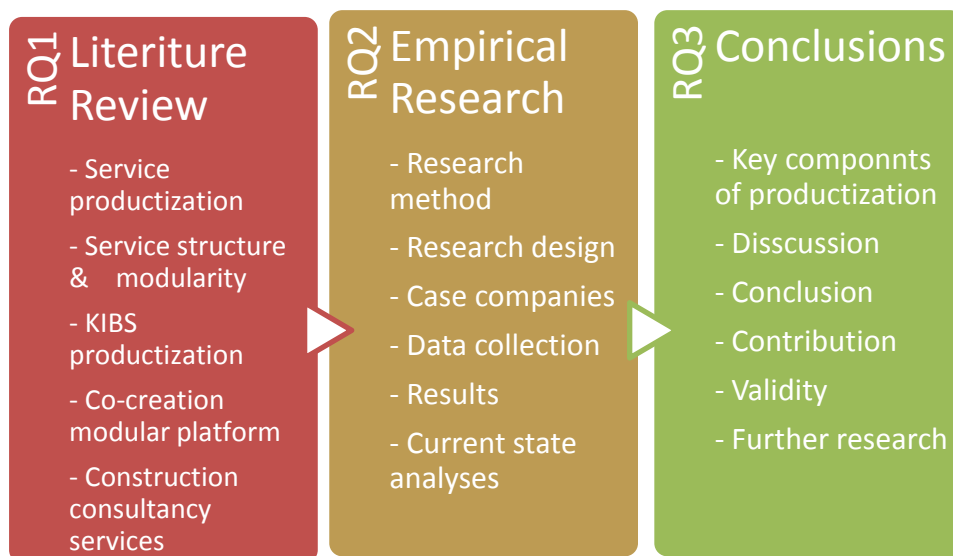 RQ1
Literiture
Review
- Service
productization
- Service structure
& modularity
- KIBS
productization
- Co-creation
modular platform
- Construction
consultancy
services
RQ2
Empirical
Research
- Research
method
- Research design
- Case companies
- Data collection
- Results
- Current state
analyses
RQ3
Conclusions
- Key componnts
of productization
- Disscussion
- Conclusion
- Contribution
- Validity
- Further research